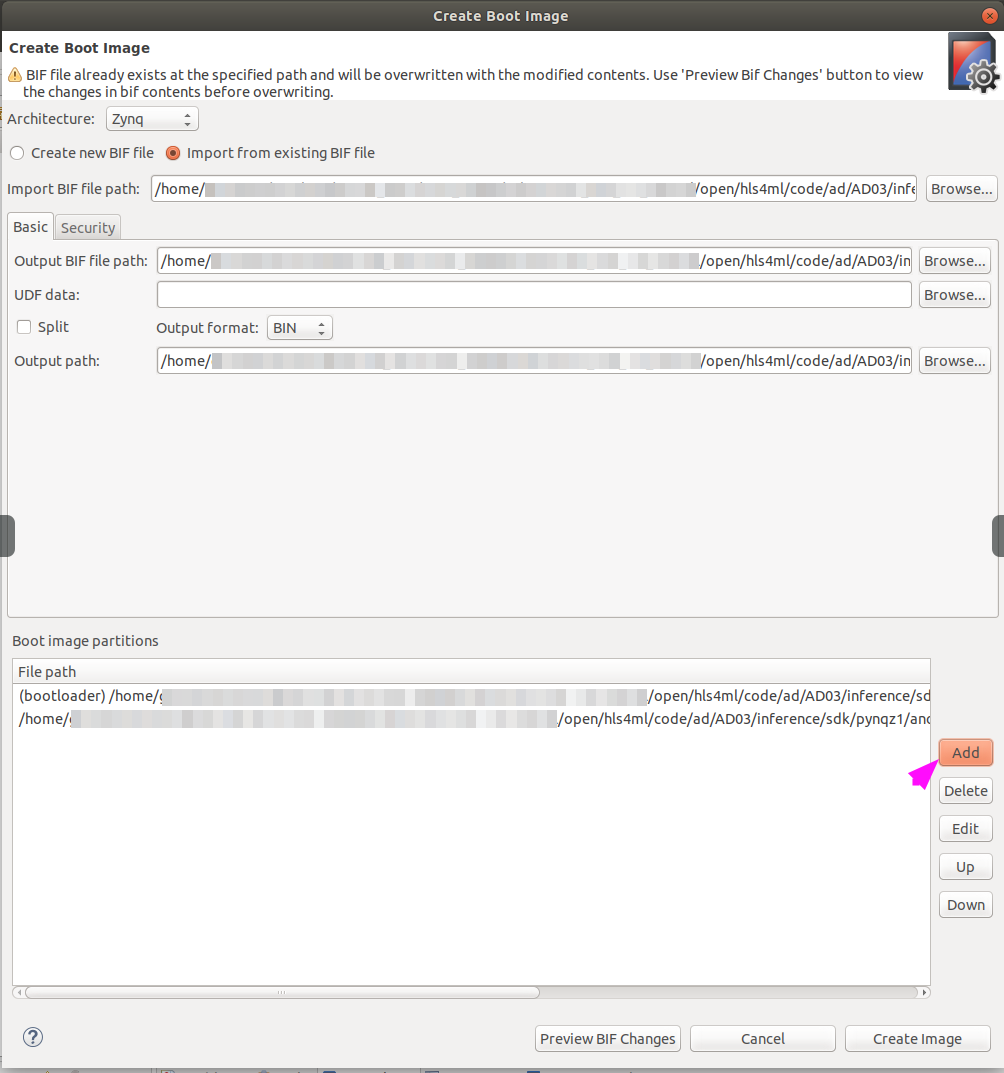 Create Boot Image
Create Boot Image
BIF file already exists at the specified path and will be overwritten with the modified contents. Use 'Preview Bif Changes' button to view
the changes in bif contents before overwriting.
Architecture: Zynq
Create new BIF file Import from existing BIF file
Import BIF file path: /home/ /open/hls4ml/code/ad/AD03/infe Browse...
Basic Security
Output BIF file path: /home/ /open/hls4ml/code/ad/AD03/in Browse...
UDF data: Browse...
Split Output format: BIN
Output path: /home/ /open/hls4ml/code/ad/AD03/in Browse...
Boot image partitions
File path
(bootloader) /home/ /open/hls4ml/code/ad/AD03/inference/sd
/home/ /open/hls4ml/code/ad/AD03/inference/sdk/pynqz1/ano
Add
Delete
Edit
Up
Down
? Preview BIF Changes Cancel Create Image